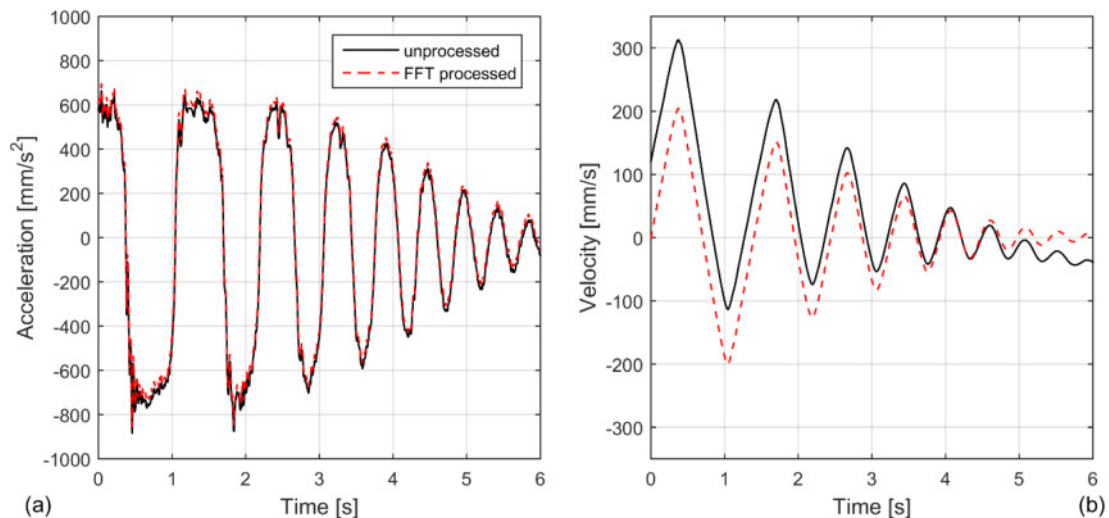 1000
800
600
400
200
0
-200
-400
-600
-800
-1000
Acceleration [mm/s²]
unprocessed
FFT processed
0 1 2 3 4 5 6
Time [s]
(a)
300
200
100
0
-100
-200
-300
Velocity [mm/s]
0 1 2 3 4 5 6
Time [s]
(b)